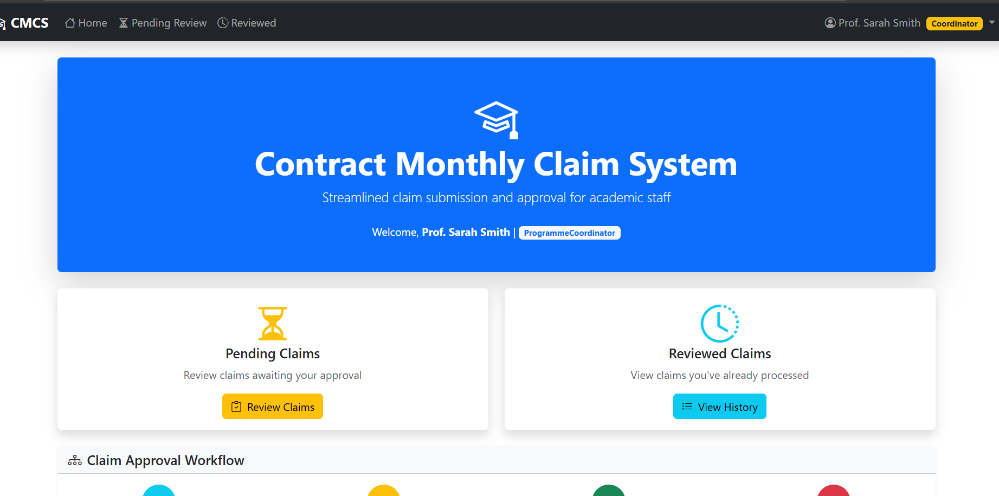 CMCS Home Pending Review Reviewed Prof. Sarah Smith Coordinator
Contract Monthly Claim System
Streamlined claim submission and approval for academic staff
Welcome, Prof. Sarah Smith | ProgrammeCoordinator
Pending Claims
Review claims awaiting your approval
Review Claims
Reviewed Claims
View claims you've already processed
View History
Claim Approval Workflow